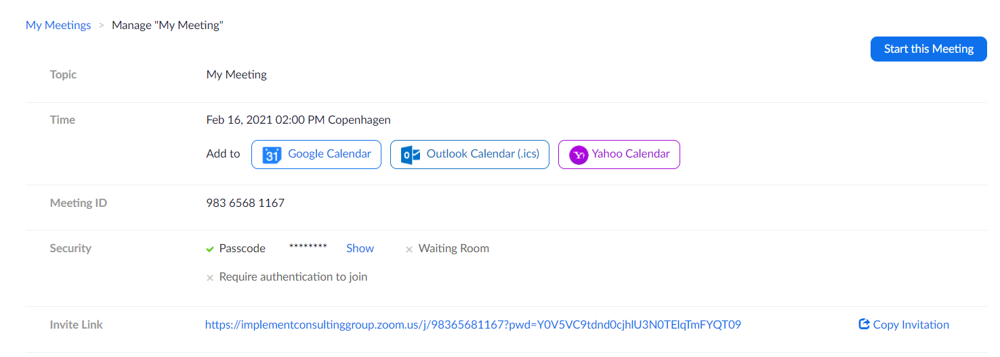 My Meetings > Manage "My Meeting"
Start this Meeting
Topic My Meeting
Time Feb 16, 2021 02:00 PM Copenhagen
Add to 31 Google Calendar Outlook Calendar (.ics) Yahoo Calendar
Meeting ID 983 6568 1167
Security Passcode ******** Show Waiting Room
Require authentication to join
Invite Link https://implementconsultinggroup.zoom.us/j/98365681167?pwd=Y0V5VC9tdnd0cjhlU3N0TElqTmFYQT09 Copy Invitation